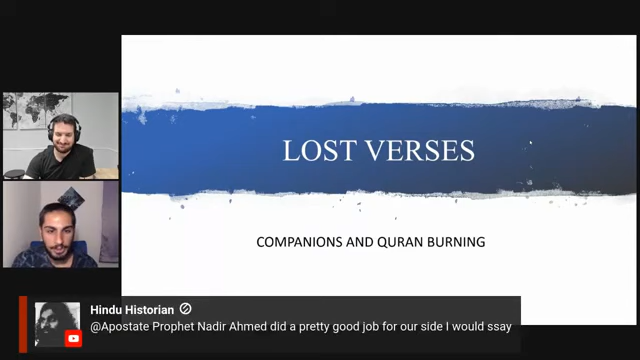 LOST VERSES
COMPANIONS AND QURAN BURNING
Hindu Historian
@Apostate Prophet Nadir Ahmed did a pretty good job for our side I would ssay